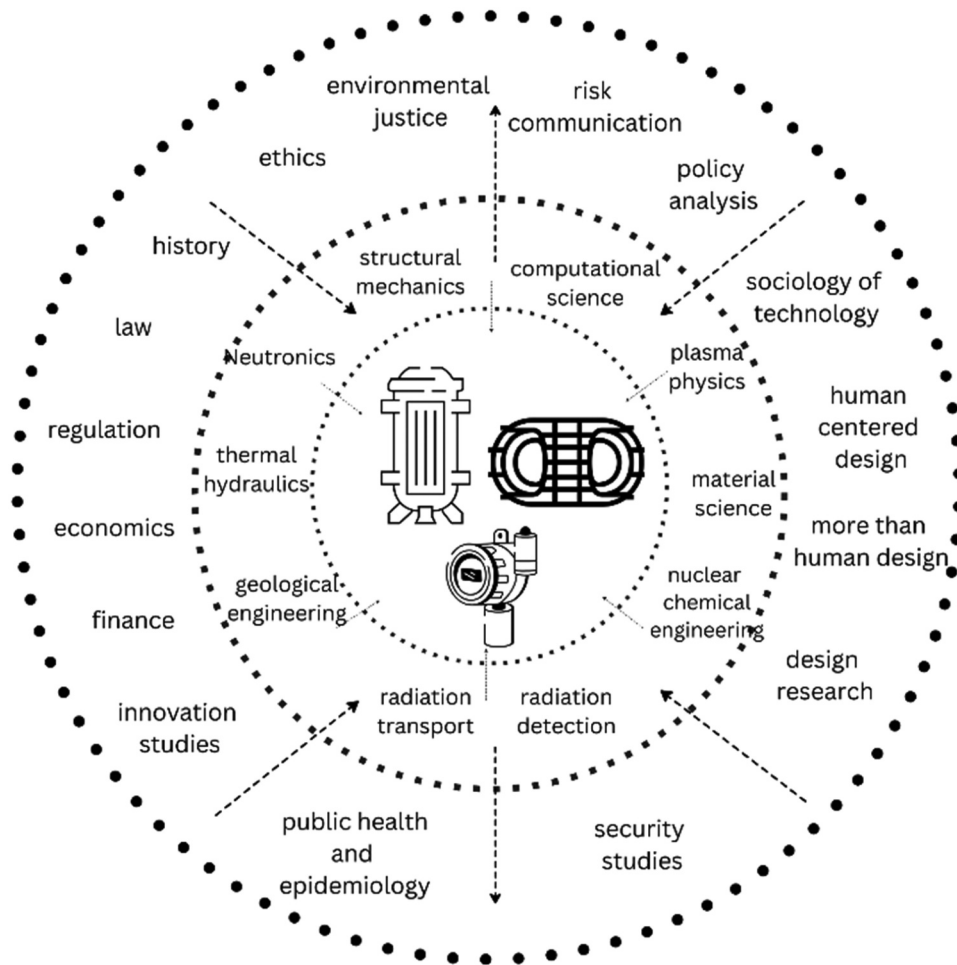 environmental
justice
risk
communication
ethics
policy
analysis
history
structural
mechanics
computational
science
sociology of
technology
law
Neutronics
plasma
physics
human
centered
design
regulation
thermal
hydraulics
material
science
economics
more than
human design
geological
engineering
nuclear
chemical
engineering
finance
design
research
innovation
studies
radiation
transport
radiation
detection
public health
and
epidemiology
security
studies